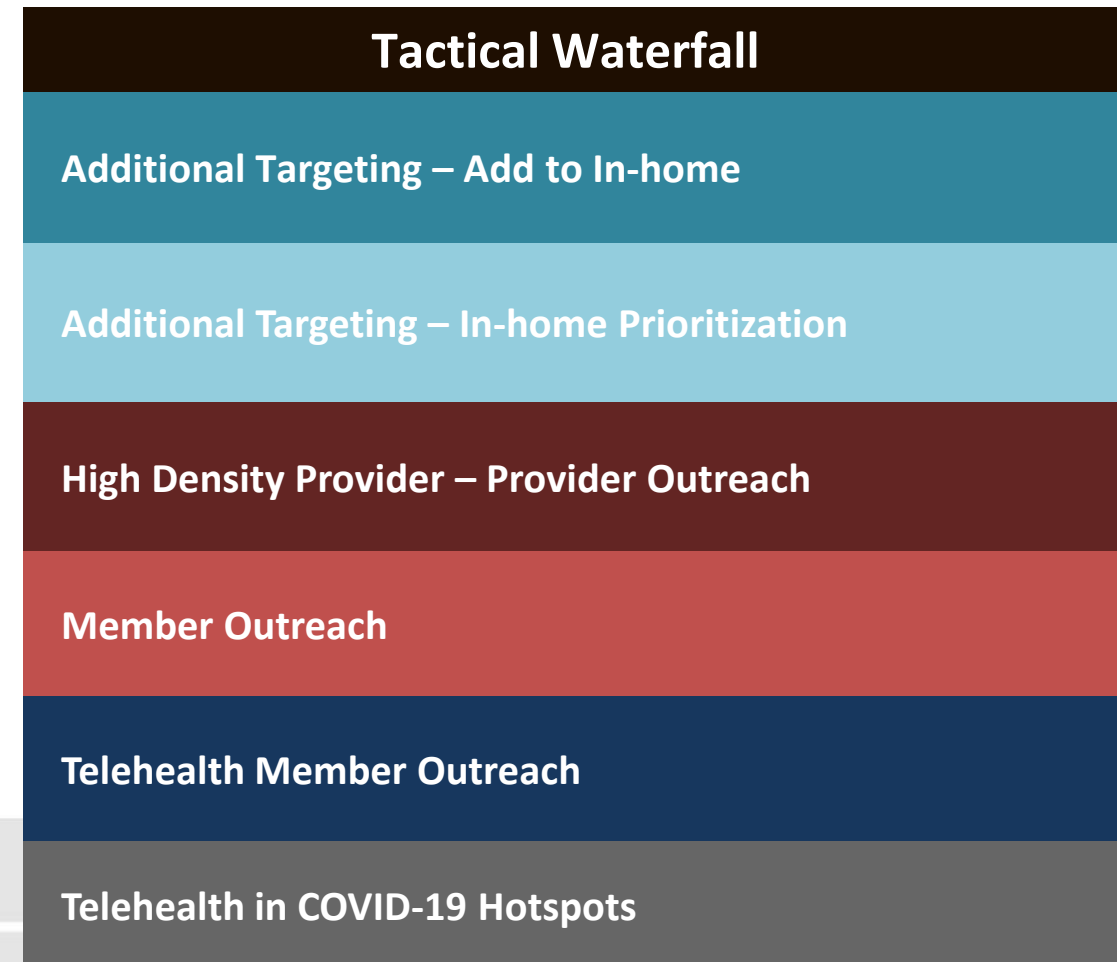 Tactical Waterfall
Additional Targeting – Add to In-home
Additional Targeting – In-home Prioritization
High Density Provider – Provider Outreach
Member Outreach
Telehealth Member Outreach
Telehealth in COVID-19 Hotspots